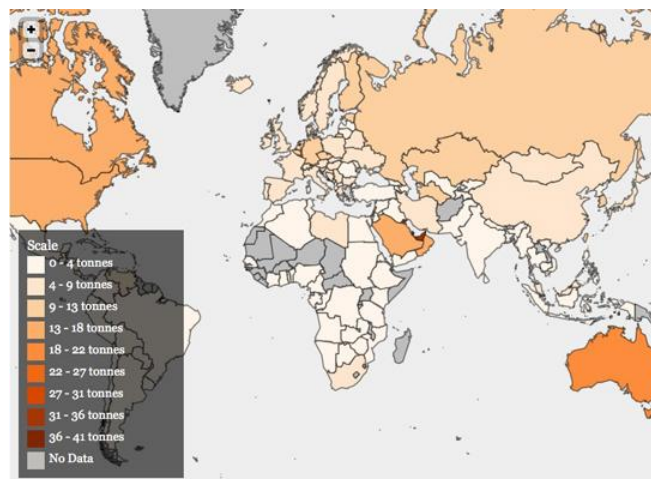 +
−
Scale
0 - 4 tonnes
4 - 9 tonnes
9 - 13 tonnes
13 - 18 tonnes
18 - 22 tonnes
22 - 27 tonnes
27 - 31 tonnes
31 - 36 tonnes
36 - 41 tonnes
No Data